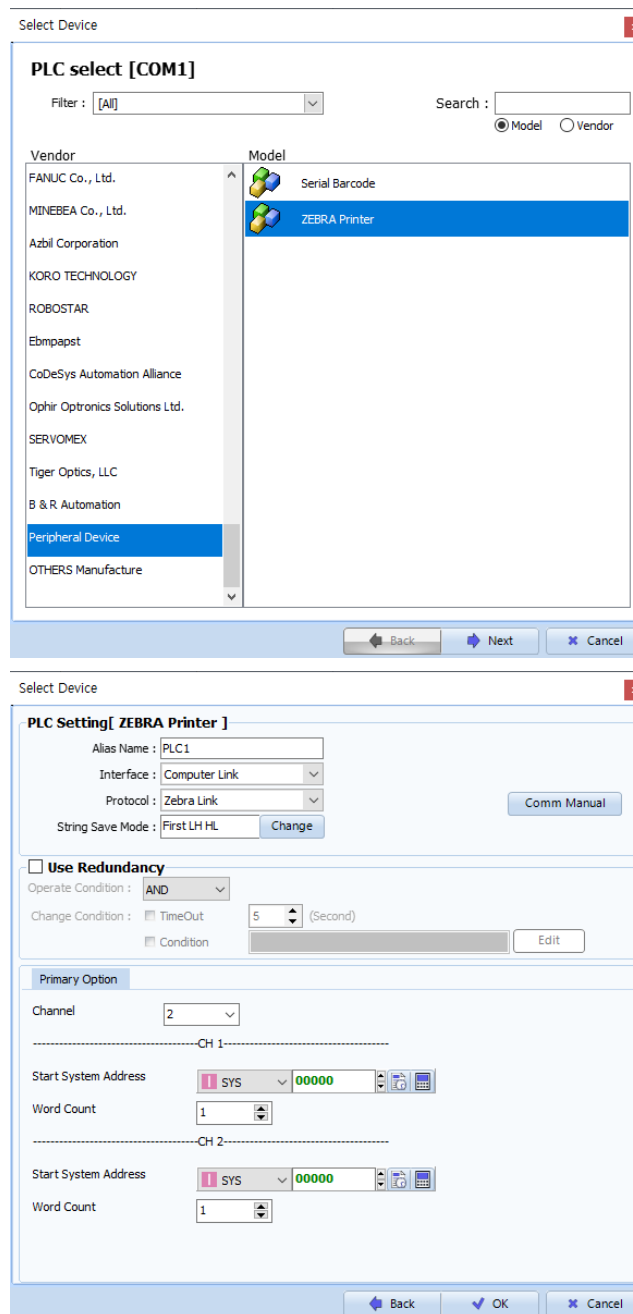 Select Device
PLC select [COM1]
Filter : [All]
Search :
Model Vendor
Vendor Model
FANUC Co., Ltd.
MINEBEA Co., Ltd.
Azbil Corporation
KORO TECHNOLOGY
ROBOSTAR
Ebmpapst
CoDeSys Automation Alliance
Ophir Optronics Solutions Ltd.
SERVOMEX
Tiger Optics, LLC
B & R Automation
Peripheral Device
OTHERS Manufacture
Serial Barcode
ZEBRA Printer
Back Next Cancel
Select Device
PLC Setting[ ZEBRA Printer ]
Alias Name : PLC1
Interface : Computer Link
Protocol : Zebra Link
Comm Manual
String Save Mode : First LH HL Change
Use Redundancy
Operate Condition : AND
Change Condition : TimeOut 5 (Second)
Condition Edit
Primary Option
Channel 2
CH 1
Start System Address I SYS 00000
Word Count 1
CH 2
Start System Address I SYS 00000
Word Count 1
Back OK Cancel